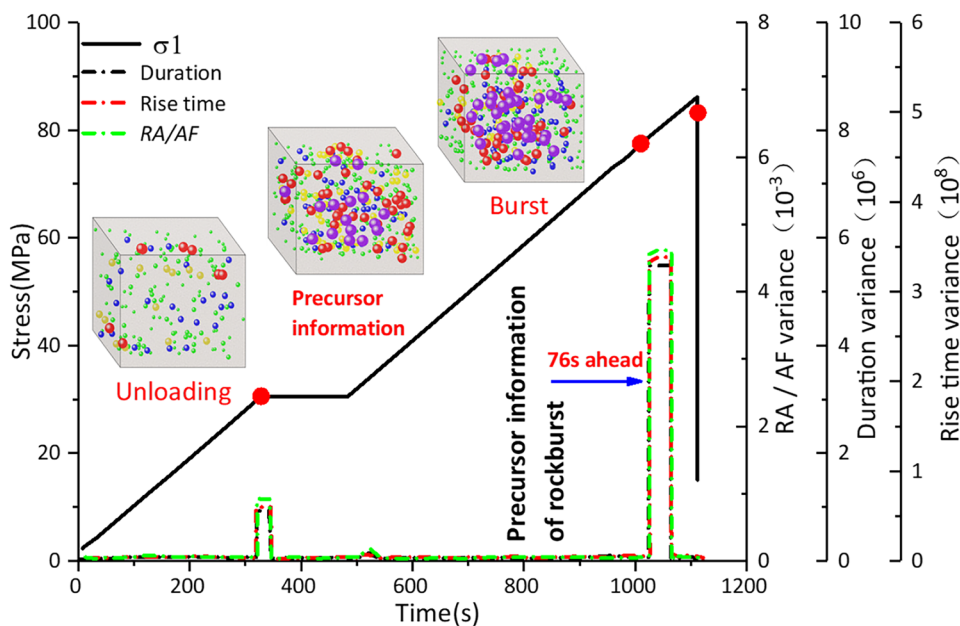 100
80
60
40
20
0
Stress(MPa)
σ1
Duration
Rise time
RA/AF
Unloading
Precursor
information
Burst
Precursor information
of rockburst
76s ahead
0
200
400
600
800
1000
1200
Time(s)
8
6
4
2
0
RA / AF variance（10⁻³）
10
8
6
4
2
0
Duration variance（10⁶）
6
5
4
3
2
1
0
Rise time variance（10⁸）